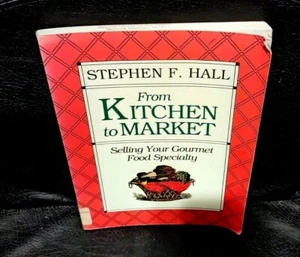 STEPHEN F. HALL
From
KITCHEN
to MARKET
Selling Your Gourmet
Food Specialty